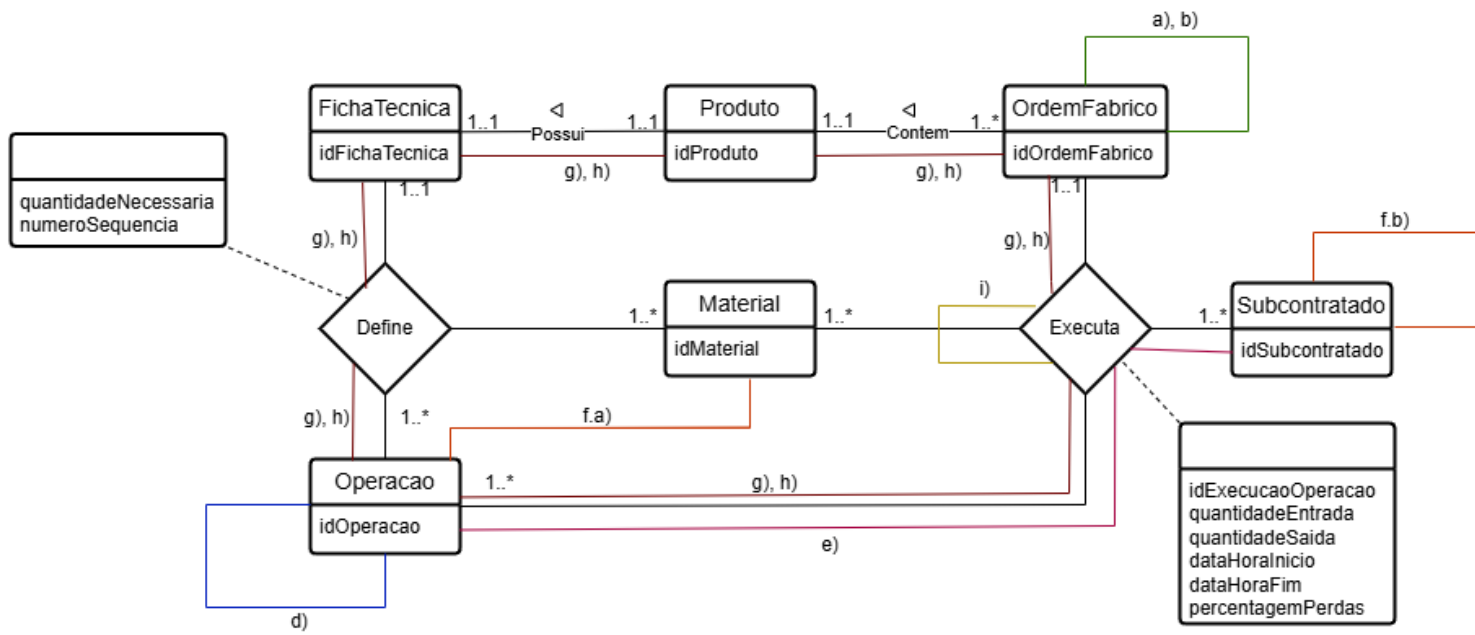 a), b)
FichaTecnica
idFichaTecnica
1..1
Possui
1..1
g), h)
Produto
idProduto
1..1
Contem
1..*
g), h)
OrdemFabrico
idOrdemFabrico
1..1
1..1
quantidadeNecessaria
numeroSequencia
g), h)
g), h)
f.b)
Define
1..*
Material
idMaterial
1..*
i)
Executa
1..*
Subcontratado
idSubcontratado
g), h)
1..*
f.a)
Operacao
idOperacao
1..*
g), h)
e)
d)
idExecucaoOperacao
quantidadeEntrada
quantidadeSaida
dataHoraInicio
dataHoraFim
percentagemPerdas